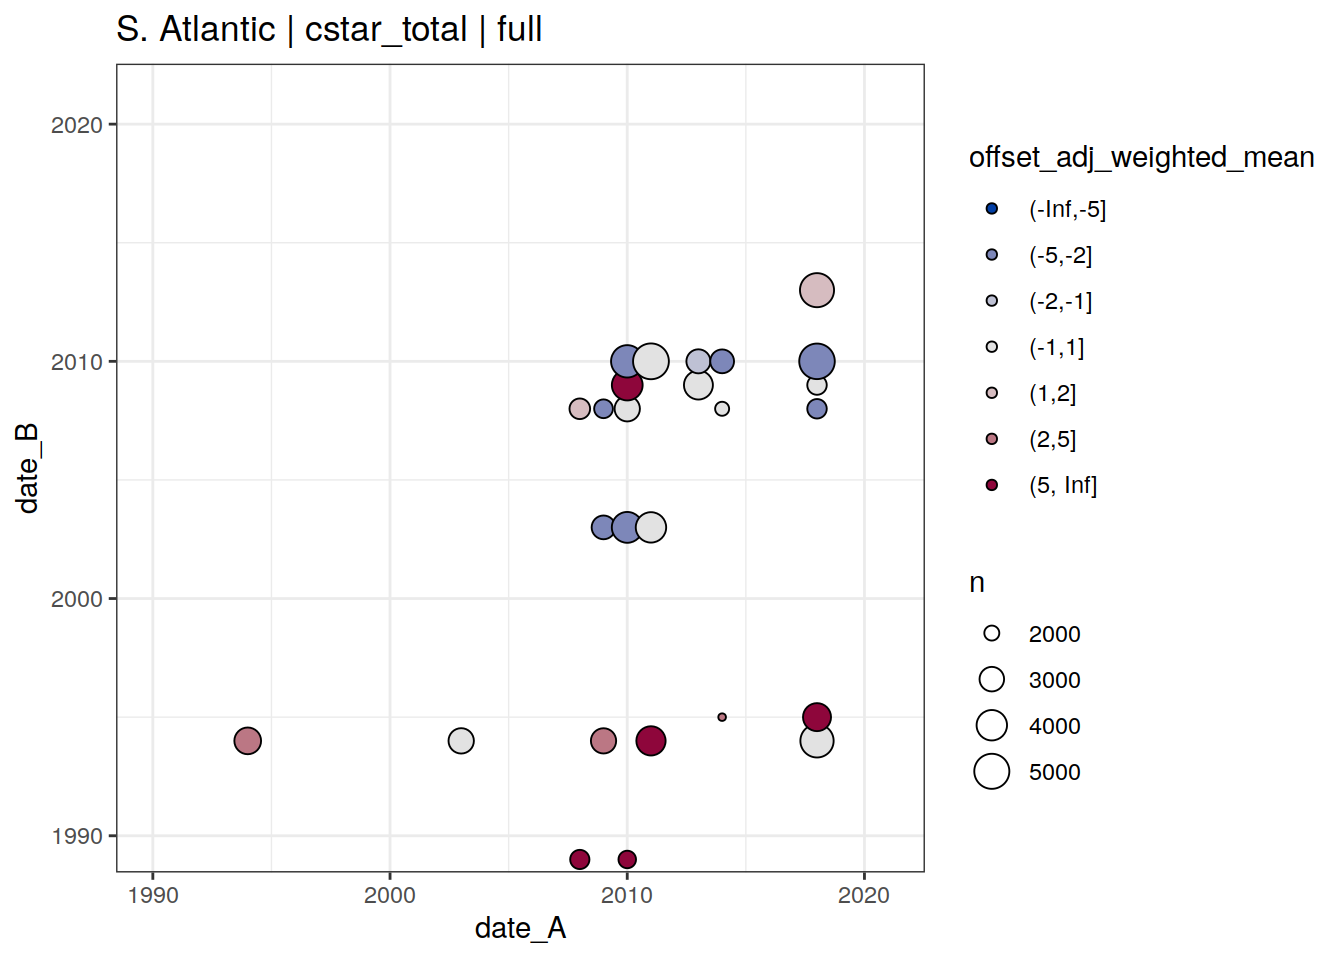 S. Atlantic | cstar_total | full
date_B
2020
2010
2000
1990
1990
2000
2010
2020
date_A
offset_adj_weighted_mean
(-Inf,-5]
(-5,-2]
(-2,-1]
(-1,1]
(1,2]
(2,5]
(5, Inf]
n
2000
3000
4000
5000